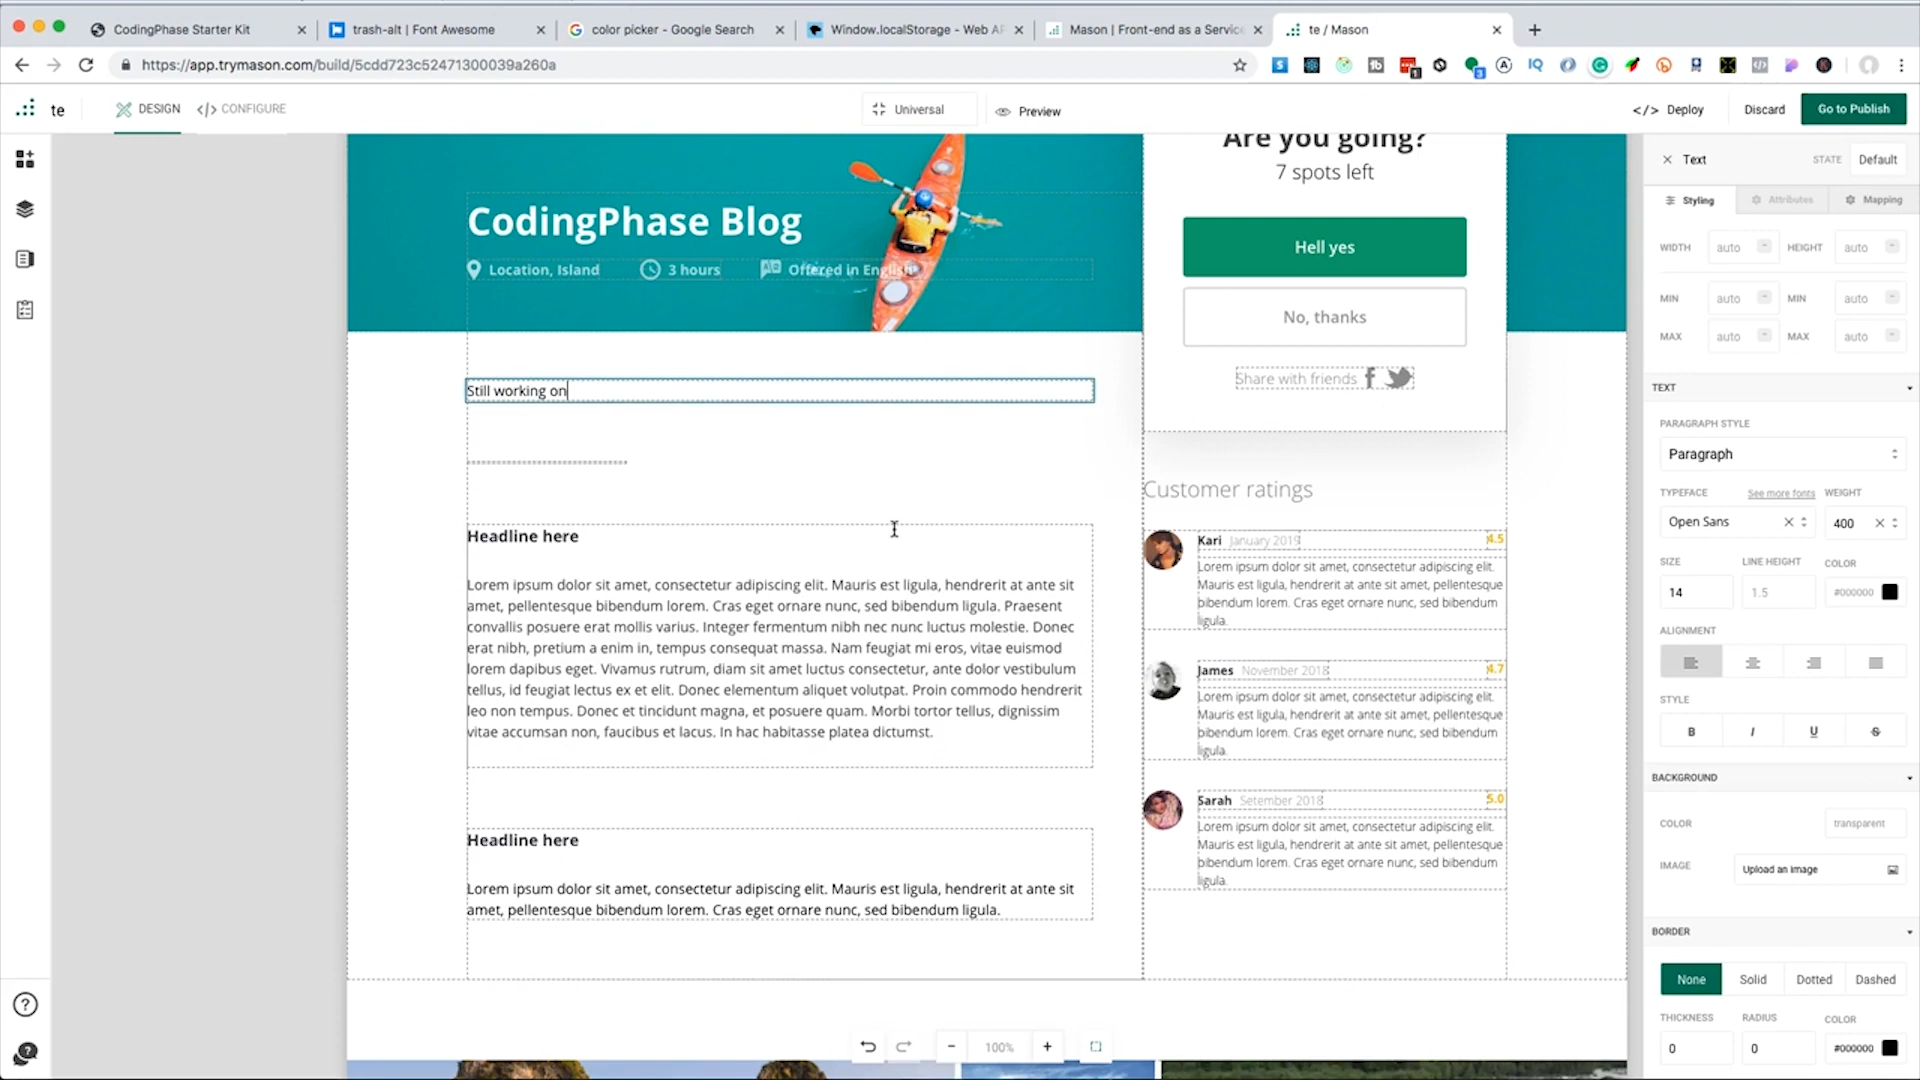 CodingPhase Starter Kit
trash-alt | Font Awesome
color picker - Google Search
Window.localStorage - Web AP
Mason | Front-end as a Service
te / Mason
https://app.trymason.com/build/5cdd723c52471300039a260a
te
DESIGN
</> CONFIGURE
Universal
Preview
</> Deploy
Discard
Go to Publish
CodingPhase Blog
Location, Island
3 hours
Offered in English
Still working on
Headline here
Lorem ipsum dolor sit amet, consectetur adipiscing elit. Mauris est ligula, hendrerit at ante sit
amet, pellentesque bibendum lorem. Cras eget ornare nunc, sed bibendum ligula. Praesent
convallis posuere erat mollis varius. Integer fermentum nibh nec nunc luctus molestie. Donec
erat nibh, pretium a enim in, tempus consequat massa. Nam feugiat mi eros, vitae euismod
lorem dapibus eget. Vivamus rutrum, diam sit amet luctus consectetur, ante dolor vestibulum
tellus, id feugiat lectus ex et elit. Donec elementum aliquet volutpat. Proin commodo hendrerit
leo non tempus. Donec et tincidunt magna, et posuere quam. Morbi tortor tellus, dignissim
vitae accumsan non, faucibus et lacus. In hac habitasse platea dictumst.
Headline here
Lorem ipsum dolor sit amet, consectetur adipiscing elit. Mauris est ligula, hendrerit at ante sit
amet, pellentesque bibendum lorem. Cras eget ornare nunc, sed bibendum ligula.
Are you going?
7 spots left
Hell yes
No, thanks
Share with friends
Customer ratings
Kari January 2019 4.5
Lorem ipsum dolor sit amet, consectetur adipiscing elit.
Mauris est ligula, hendrerit at ante sit amet, pellentesque
bibendum lorem. Cras eget ornare nunc, sed bibendum
ligula.
James November 2018 4.7
Lorem ipsum dolor sit amet, consectetur adipiscing elit.
Mauris est ligula, hendrerit at ante sit amet, pellentesque
bibendum lorem. Cras eget ornare nunc, sed bibendum
ligula.
Sarah Setember 2018 5.0
Lorem ipsum dolor sit amet, consectetur adipiscing elit.
Mauris est ligula, hendrerit at ante sit amet, pellentesque
bibendum lorem. Cras eget ornare nunc, sed bibendum
ligula.
100%
Text
STATE Default
Styling
Attributes
Mapping
WIDTH auto HEIGHT auto
MIN auto MIN auto
MAX auto MAX auto
TEXT
PARAGRAPH STYLE
Paragraph
TYPEFACE See more fonts WEIGHT
Open Sans 400
SIZE LINE HEIGHT COLOR
14 1.5 #000000
ALIGNMENT
STYLE
B I U S
BACKGROUND
COLOR transparent
IMAGE Upload an image
BORDER
None Solid Dotted Dashed
THICKNESS RADIUS COLOR
0 0 #000000